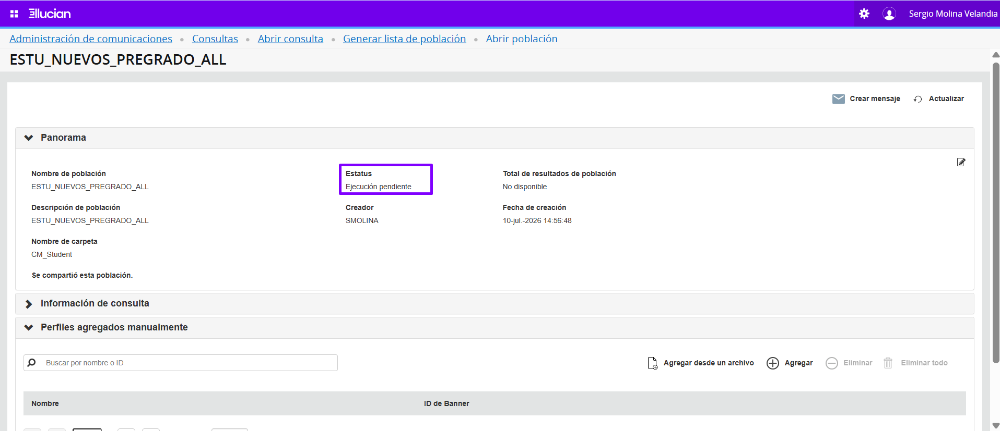 Ellucian
Sergio Molina Velandia
Administración de comunicaciones • Consultas • Abrir consulta • Generar lista de población • Abrir población
ESTU_NUEVOS_PREGRADO_ALL
Crear mensaje Actualizar
Panorama
Nombre de población Estatus Total de resultados de población
ESTU_NUEVOS_PREGRADO_ALL Ejecución pendiente No disponible
Descripción de población Creador Fecha de creación
ESTU_NUEVOS_PREGRADO_ALL SMOLINA 10-jul.-2026 14:56:48
Nombre de carpeta
CM_Student
Se compartió esta población.
Información de consulta
Perfiles agregados manualmente
Buscar por nombre o ID Agregar desde un archivo Agregar Eliminar Eliminar todo
Nombre ID de Banner